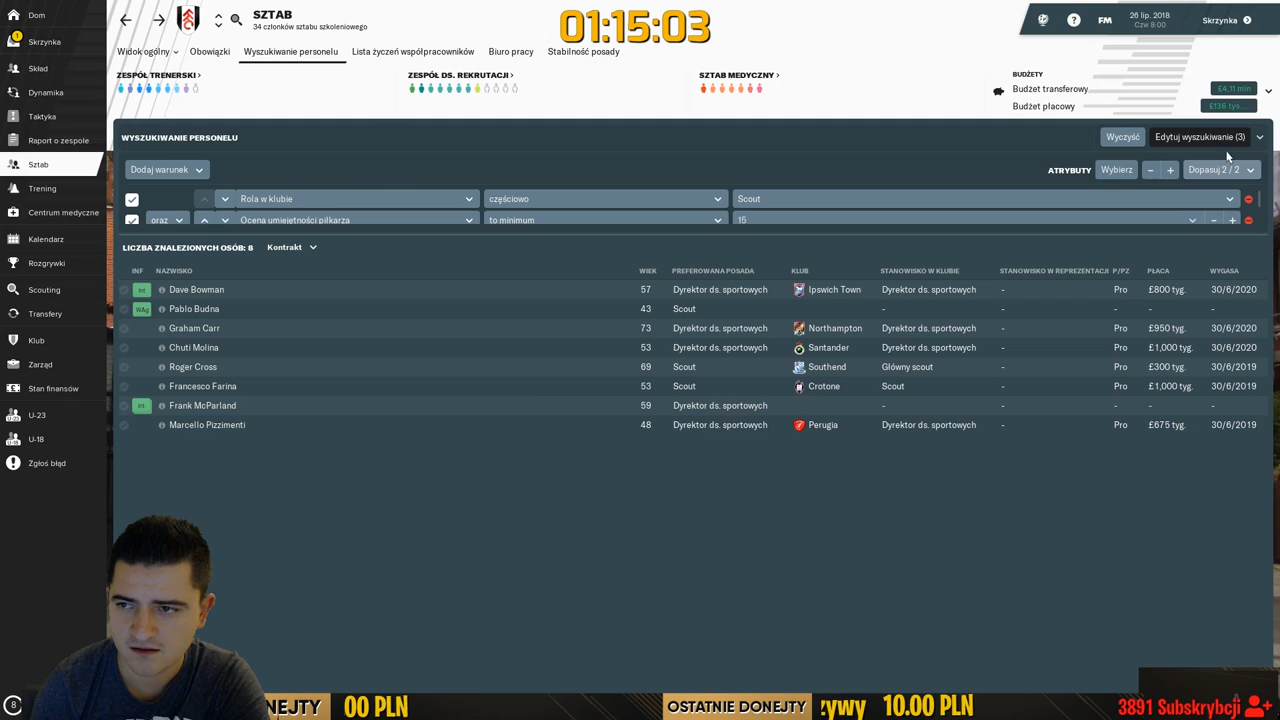 Dom
1
Skrzynka
Skład
Dynamika
Taktyka
Raport o zespole
Sztab
Trening
Centrum medyczne
Kalendarz
Rozgrywki
Scouting
Transfery
Klub
Zarząd
Stan finansów
U-23
U-18
Zgłoś błąd
8
SZTAB
34 członków sztabu szkoleniowego
01:15:03
FM
26 lip. 2018
Czw 8:00
Skrzynka
Widok ogólny
Obowiązki
Wyszukiwanie personelu
Lista życzeń współpracowników
Biuro pracy
Stabilność posady
ZESPÓŁ TRENERSKI
ZESPÓŁ DS. REKRUTACJI
SZTAB MEDYCZNY
BUDŻETY
Budżet transferowy £4,11 mln
Budżet płacowy £136 tys...
WYSZUKIWANIE PERSONELU
Wyczyść
Edytuj wyszukiwanie (3)
Dodaj warunek
ATRYBUTY
Wybierz
Dopasuj 2 / 2
Rola w klubie częściowo Scout
oraz Ocena umiejętności piłkarza to minimum 15
LICZBA ZNALEZIONYCH OSÓB: 8 Kontrakt
INF NAZWISKO WIEK PREFEROWANA POSADA KLUB STANOWISKO W KLUBIE STANOWISKO W REPREZENTACJI P/PZ PŁACA WYGASA
Int Dave Bowman 57 Dyrektor ds. sportowych Ipswich Town Dyrektor ds. sportowych - Pro £800 tyg. 30/6/2020
WAg Pablo Budna 43 Scout - - Pro - -
Graham Carr 73 Dyrektor ds. sportowych Northampton Dyrektor ds. sportowych - Pro £950 tyg. 30/6/2020
Chuti Molina 53 Dyrektor ds. sportowych Santander Dyrektor ds. sportowych - Pro £1,000 tyg. 30/6/2020
Roger Cross 69 Scout Southend Główny scout - Pro £300 tyg. 30/6/2019
Francesco Farina 53 Scout Crotone Scout - Pro £1,000 tyg. 30/6/2019
Int Frank McParland 59 Dyrektor ds. sportowych - - Pro - -
Marcello Pizzimenti 48 Dyrektor ds. sportowych Perugia Dyrektor ds. sportowych - Pro £675 tyg. 30/6/2019
NEJTY
00 PLN
OSTATNIE DONEJTY
zywy 10.00 PLN
3891 Subskrybcji